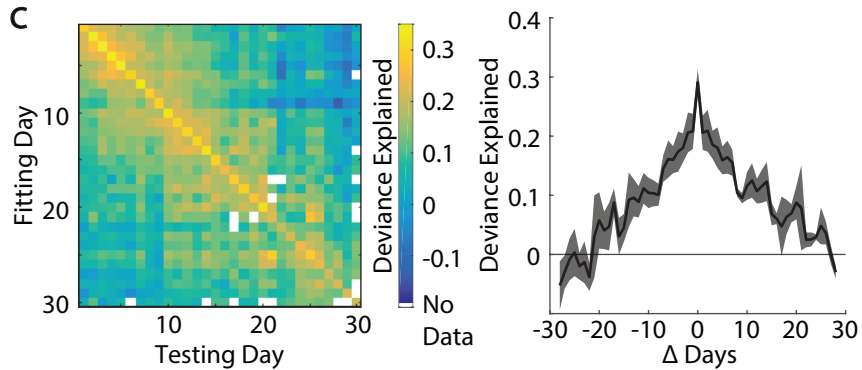 C
10
20
30
Fitting Day
10
20
30
Testing Day
0.3
0.2
0.1
0
-0.1
No
Data
Deviance Explained
0.4
0.3
0.2
0.1
0
Deviance Explained
-30
-20
-10
0
10
20
30
Δ Days